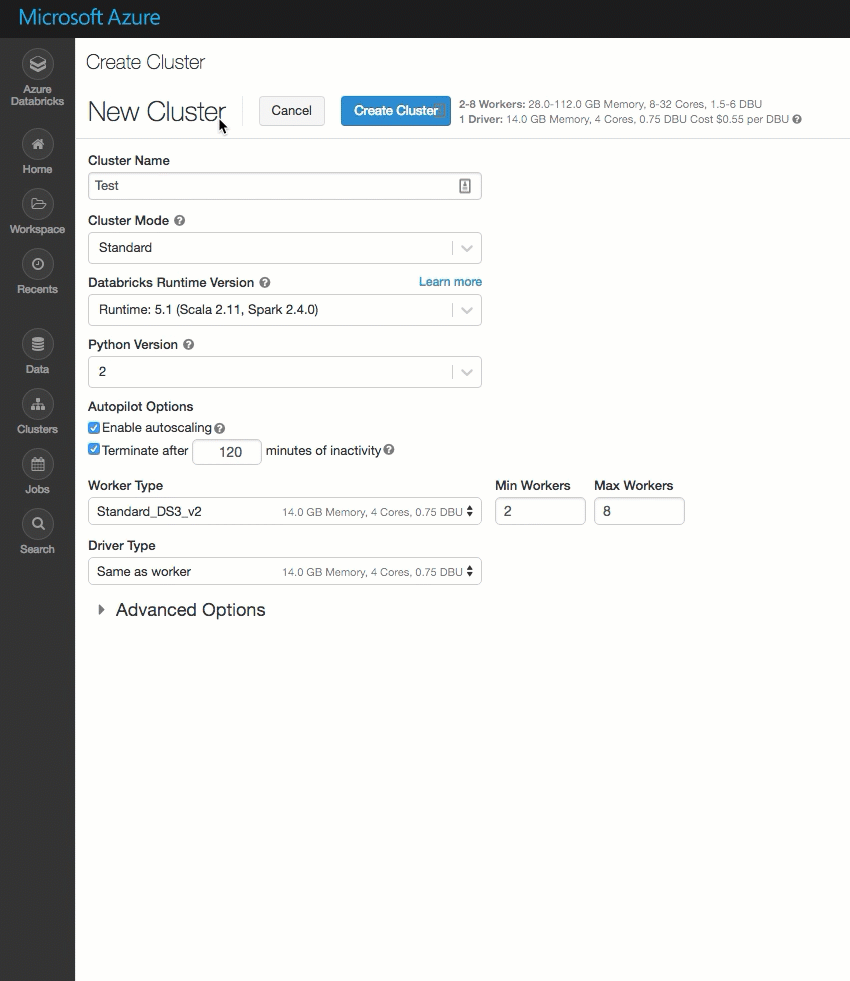 Microsoft Azure
Azure
Databricks
Home
Workspace
Recents
Data
Clusters
Jobs
Search
Create Cluster
New Cluster
Cancel
Create Cluster
2-8 Workers: 28.0-112.0 GB Memory, 8-32 Cores, 1.5-6 DBU
1 Driver: 14.0 GB Memory, 4 Cores, 0.75 DBU Cost $0.55 per DBU ?
Cluster Name
Test
Cluster Mode ?
Standard
Databricks Runtime Version ? Learn more
Runtime: 5.1 (Scala 2.11, Spark 2.4.0)
Python Version ?
2
Autopilot Options
Enable autoscaling ?
Terminate after 120 minutes of inactivity ?
Worker Type Min Workers Max Workers
Standard_DS3_v2 14.0 GB Memory, 4 Cores, 0.75 DBU 2 8
Driver Type
Same as worker 14.0 GB Memory, 4 Cores, 0.75 DBU
Advanced Options